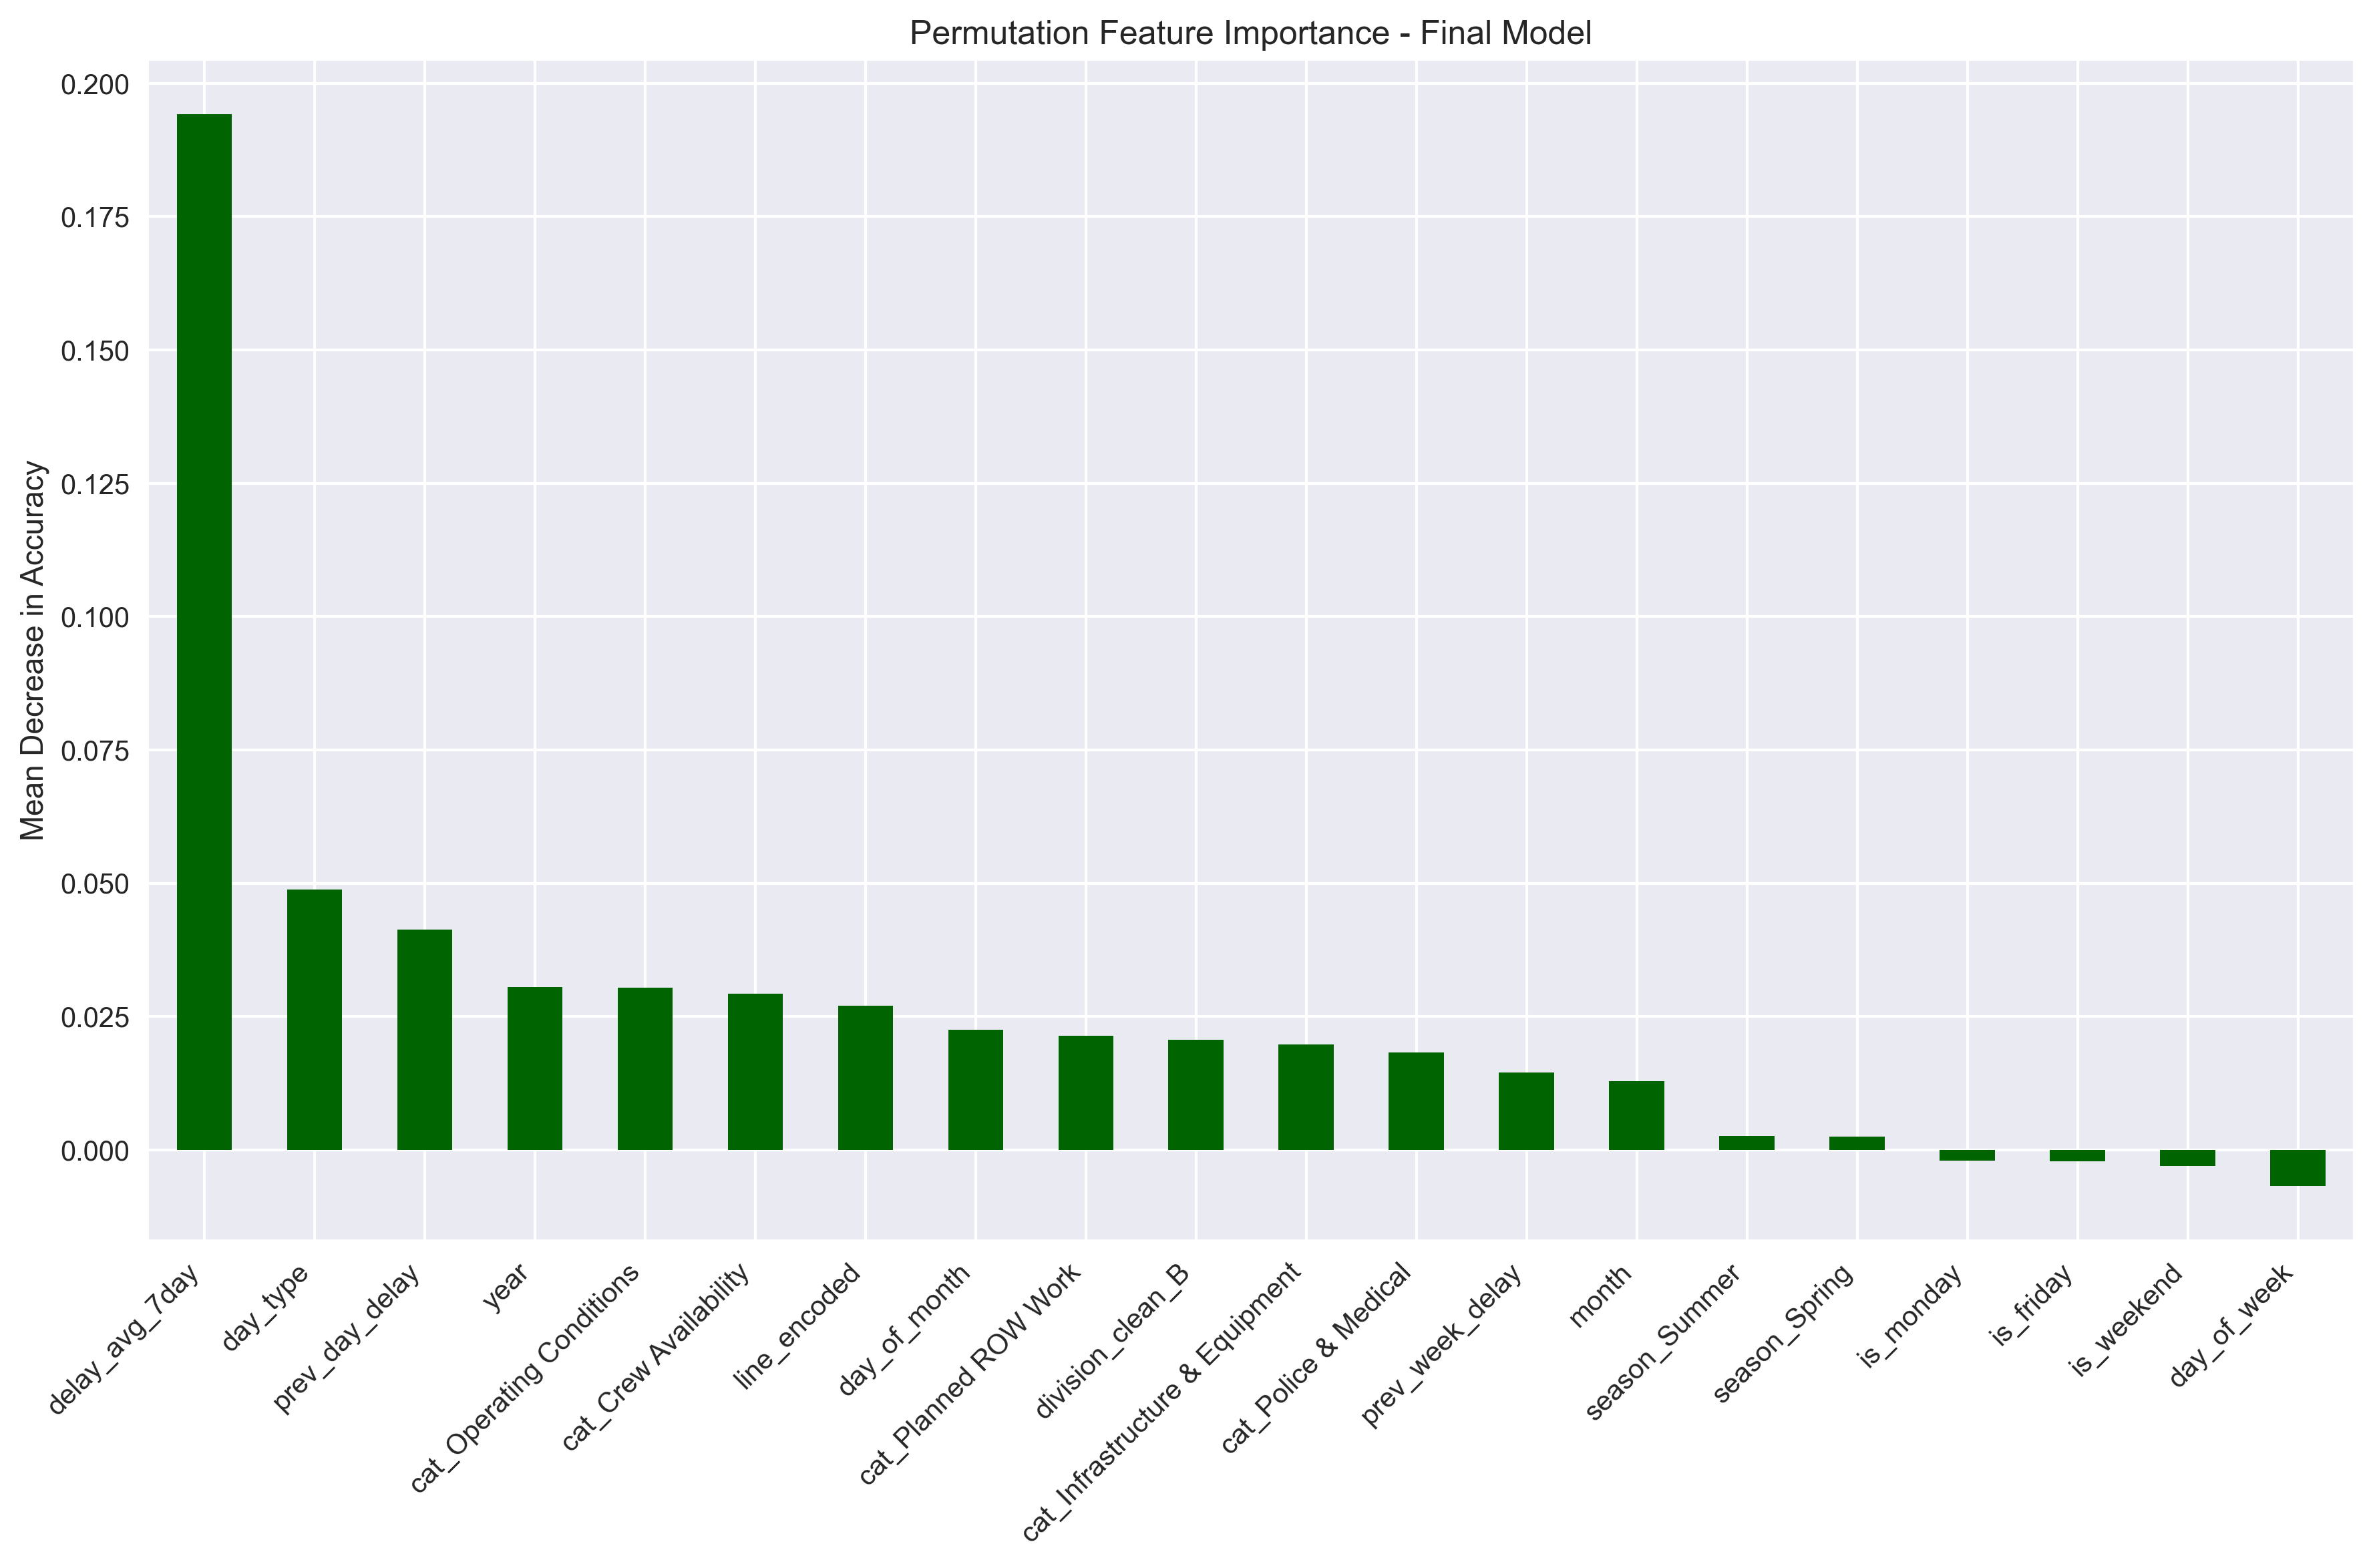 Permutation Feature Importance - Final Model
Mean Decrease in Accuracy
0.200
0.175
0.150
0.125
0.100
0.075
0.050
0.025
0.000
delay_avg_7day
day_type
prev_day_delay
year
cat_Operating Conditions
cat_Crew Availability
line_encoded
day_of_month
cat_Planned ROW Work
division_clean_B
cat_Infrastructure & Equipment
cat_Police & Medical
prev_week_delay
month
season_Summer
season_Spring
is_monday
is_friday
is_weekend
day_of_week